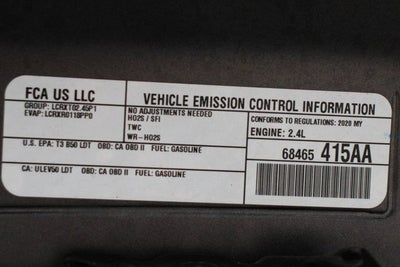 FCA US LLC
VEHICLE EMISSION CONTROL INFORMATION
GROUP: LCRXT02.45P1
EVAP: LCRXR0118PP0
NO ADJUSTMENTS NEEDED
HO2S / SFI
TWC
WR-HO2S
CONFORMS TO REGULATIONS: 2020 MY
ENGINE: 2.4L
U.S. EPA: T3 B50 LDT OBD: CA OBD II FUEL: GASOLINE
CA: ULEV50 LDT OBD: CA OBD II FUEL: GASOLINE
68465 415AA